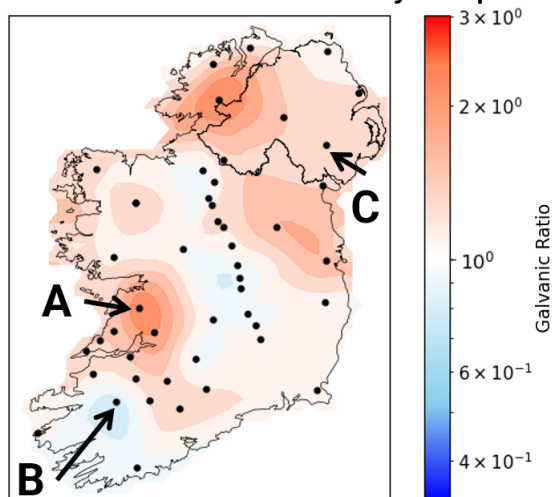 3 × 10⁰
2 × 10⁰
C
10⁰
A
Galvanic Ratio
6 × 10⁻¹
4 × 10⁻¹
B